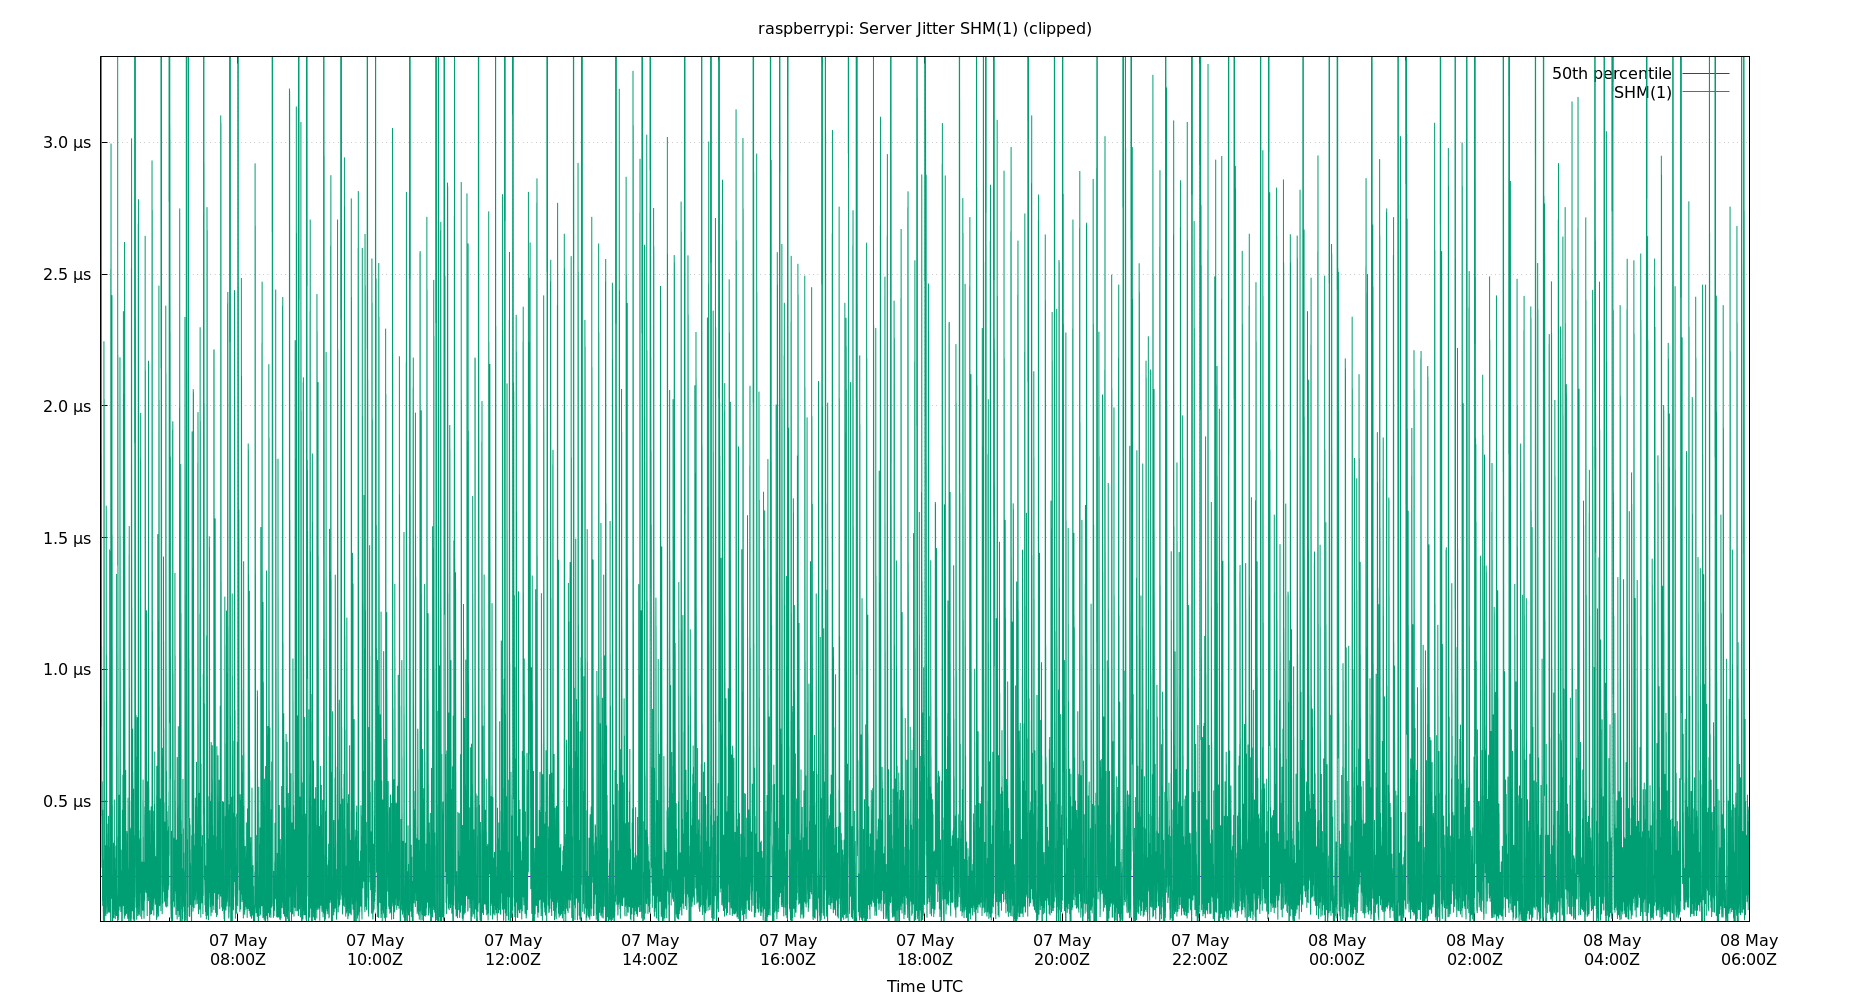 raspberrypi: Server Jitter SHM(1) (clipped)
50th percentile
SHM(1)
3.0 µs
2.5 µs
2.0 µs
1.5 µs
1.0 µs
0.5 µs
07 May 07 May 07 May 07 May 07 May 07 May 07 May 07 May 08 May 08 May 08 May 08 May
08:00Z 10:00Z 12:00Z 14:00Z 16:00Z 18:00Z 20:00Z 22:00Z 00:00Z 02:00Z 04:00Z 06:00Z
Time UTC